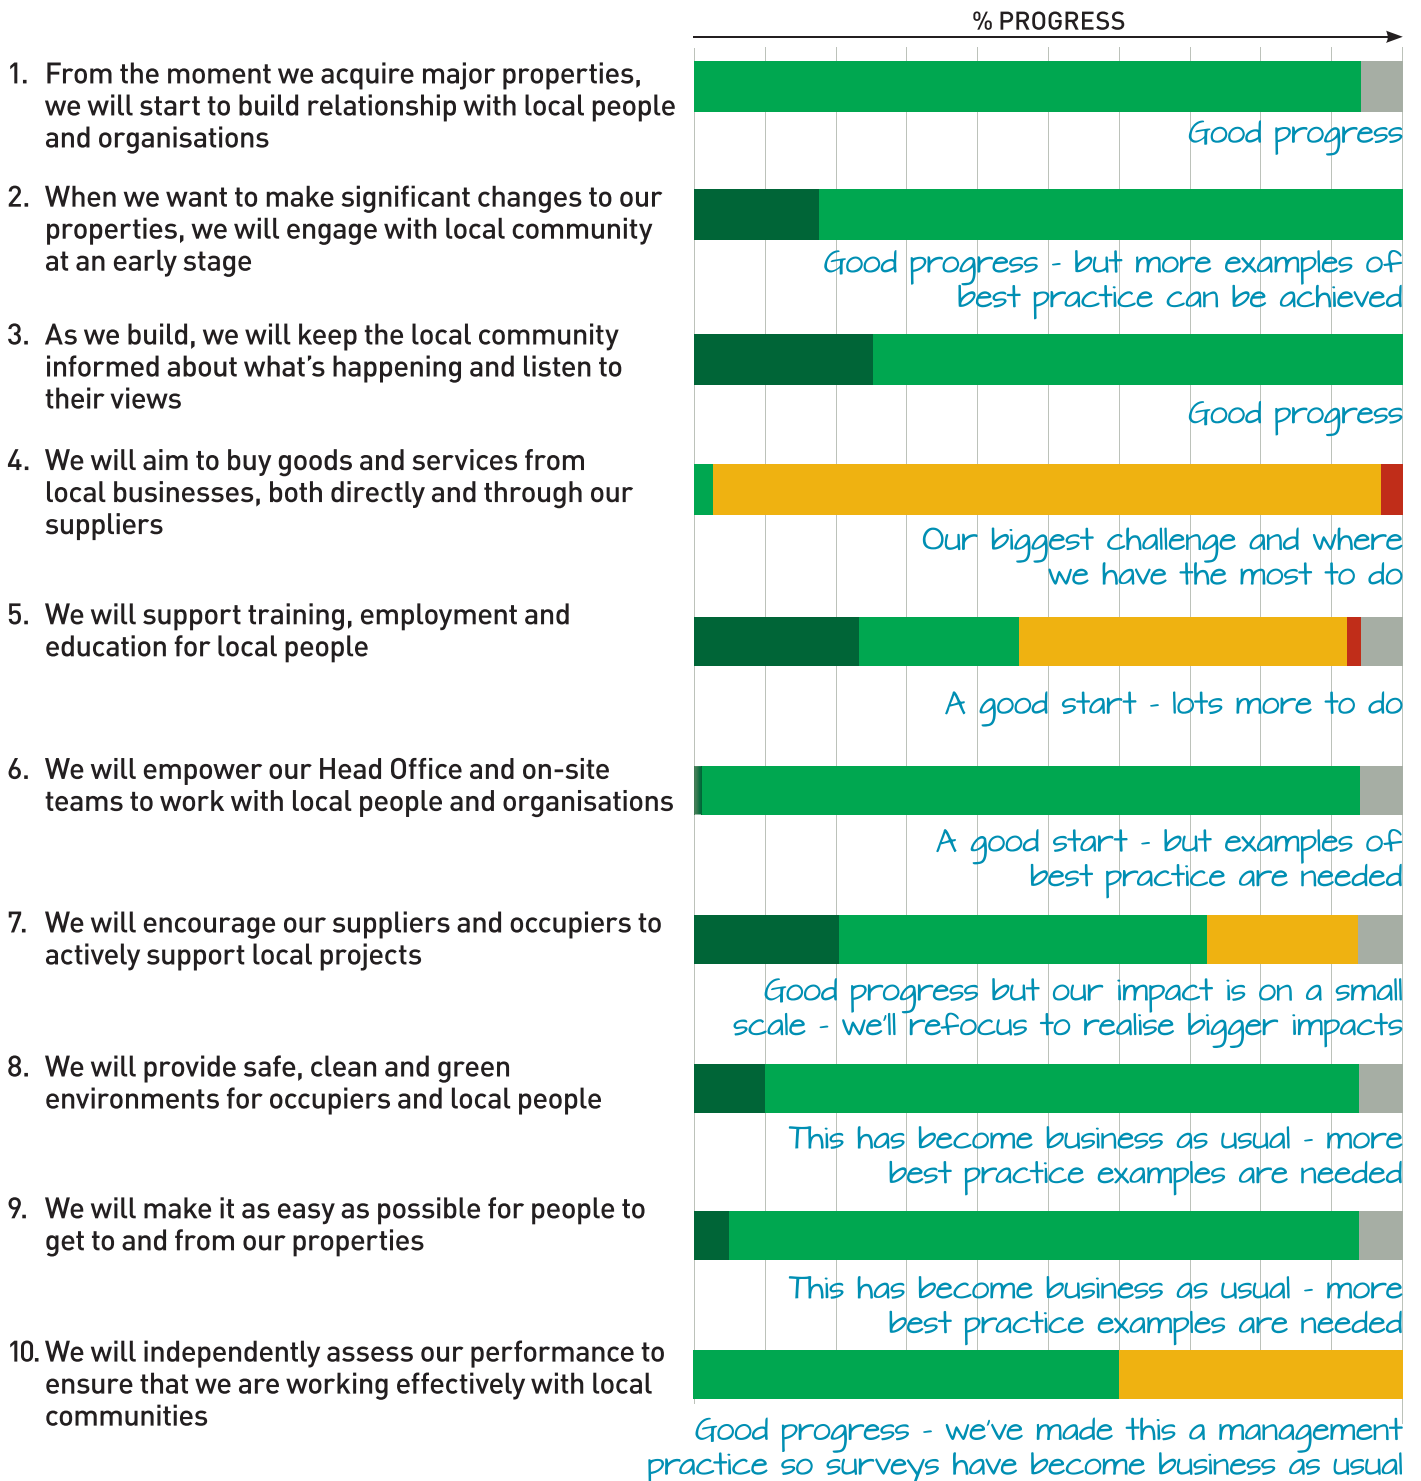 % PROGRESS
1. From the moment we acquire major properties,
we will start to build relationship with local people
and organisations
Good progress
2. When we want to make significant changes to our
properties, we will engage with local community
at an early stage
Good progress - but more examples of
best practice can be achieved
3. As we build, we will keep the local community
informed about what’s happening and listen to
their views
Good progress
4. We will aim to buy goods and services from
local businesses, both directly and through our
suppliers
Our biggest challenge and where
we have the most to do
5. We will support training, employment and
education for local people
A good start - lots more to do
6. We will empower our Head Office and on-site
teams to work with local people and organisations
A good start - but examples of
best practice are needed
7. We will encourage our suppliers and occupiers to
actively support local projects
Good progress but our impact is on a small
scale - we'll refocus to realise bigger impacts
8. We will provide safe, clean and green
environments for occupiers and local people
This has become business as usual - more
best practice examples are needed
9. We will make it as easy as possible for people to
get to and from our properties
This has become business as usual - more
best practice examples are needed
10. We will independently assess our performance to
ensure that we are working effectively with local
communities
Good progress - we've made this a management
practice so surveys have become business as usual